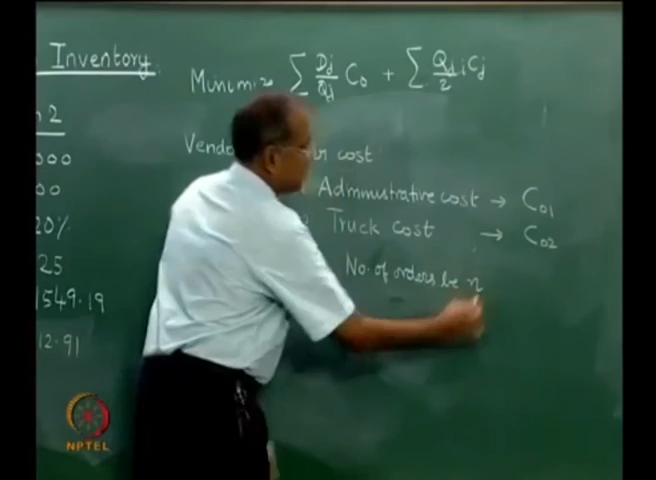 Inventory
n 2
000
00
20%
25
1549.19
12.91
Minimize ∑ Dj/Qj C0 + ∑ Qj/2 i Cj
Vendo r cost
Administrative cost → C01
Truck cost → C02
No. of orders be n
NPTEL